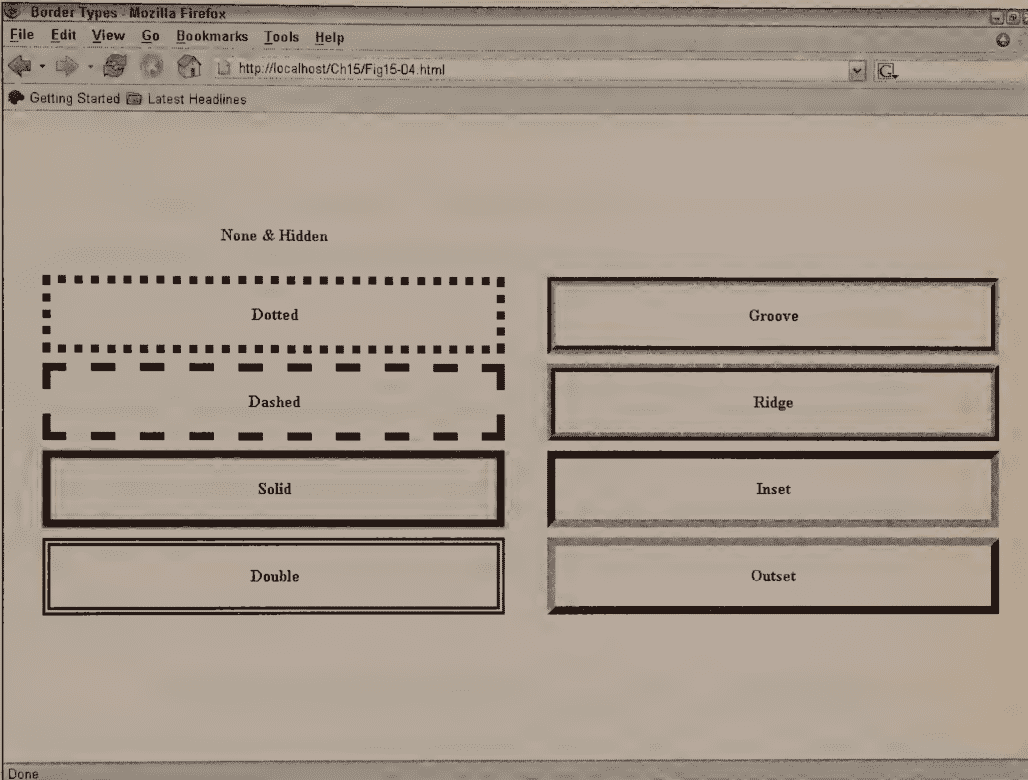 Border Types - Mozilla Firefox
File Edit View Go Bookmarks Tools Help
http://localhost/Ch15/Fig15-04.html
G
Getting Started Latest Headlines
None & Hidden
Dotted
Groove
Dashed
Ridge
Solid
Inset
Double
Outset
Done